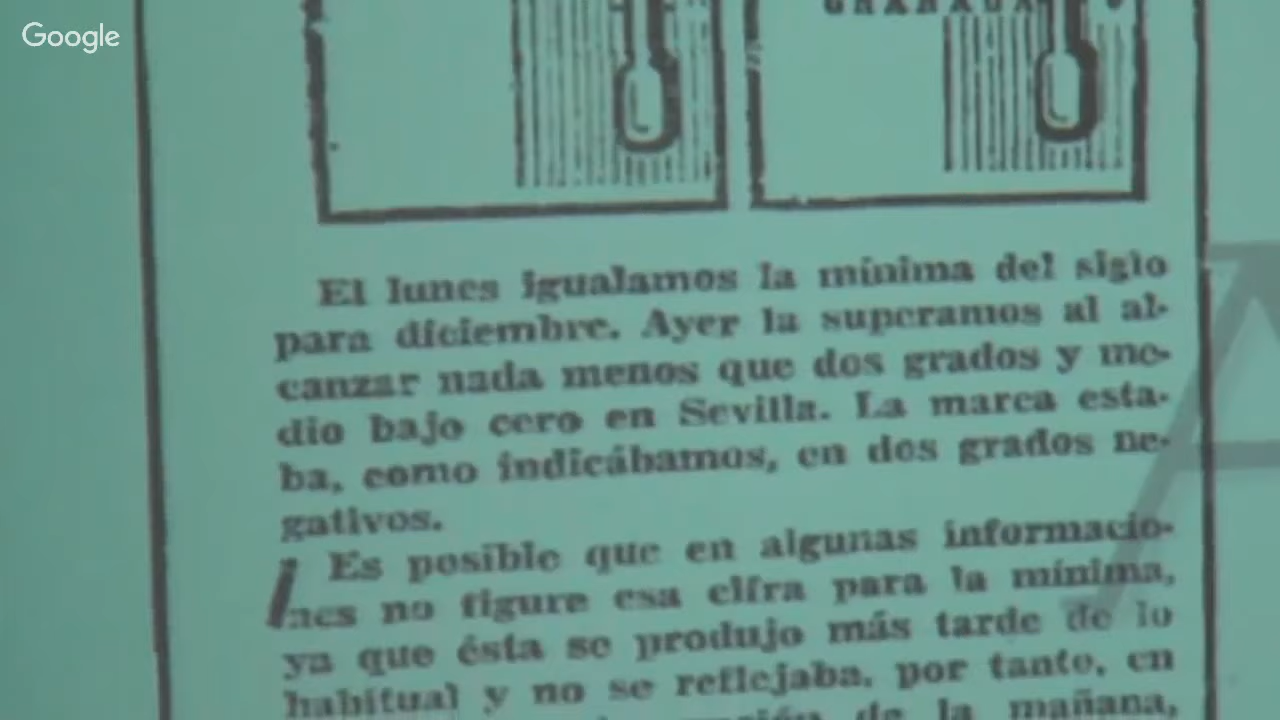 Google
GRANADA
El lunes igualamos la mínima del siglo
para diciembre. Ayer la superamos al al-
canzar nada menos que dos grados y me-
dio bajo cero en Sevilla. La marca esta-
ba, como indicábamos, en dos grados ne-
gativos.
Es posible que en algunas informacio-
nes no figure esa cifra para la mínima,
ya que ésta se produjo más tarde de lo
habitual y no se reflejaba, por tanto, en
de la mañana,